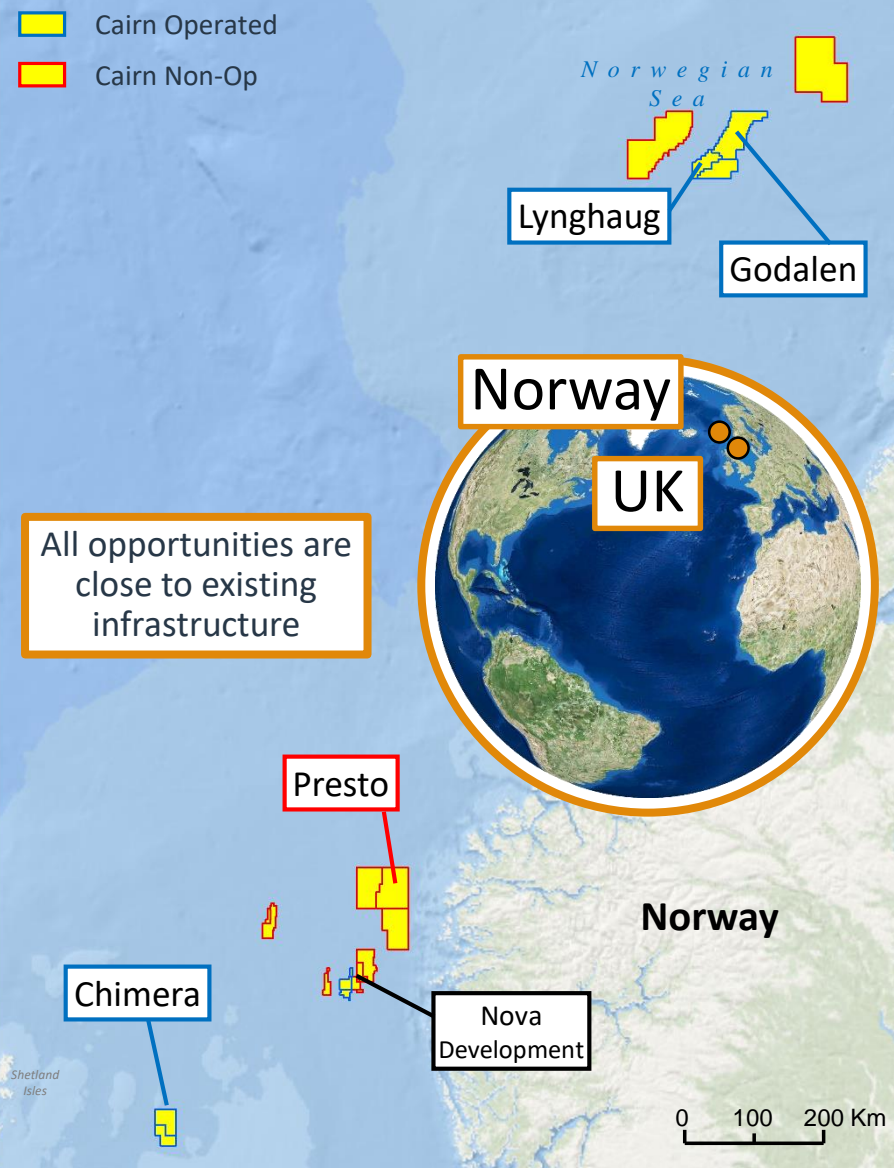 Cairn Operated
Cairn Non-Op
Norwegian
Sea
Lynghaug
Godalen
Norway
UK
All opportunities are
close to existing
infrastructure
Presto
Norway
Chimera
Nova
Development
Shetland
Isles
0 100 200 Km